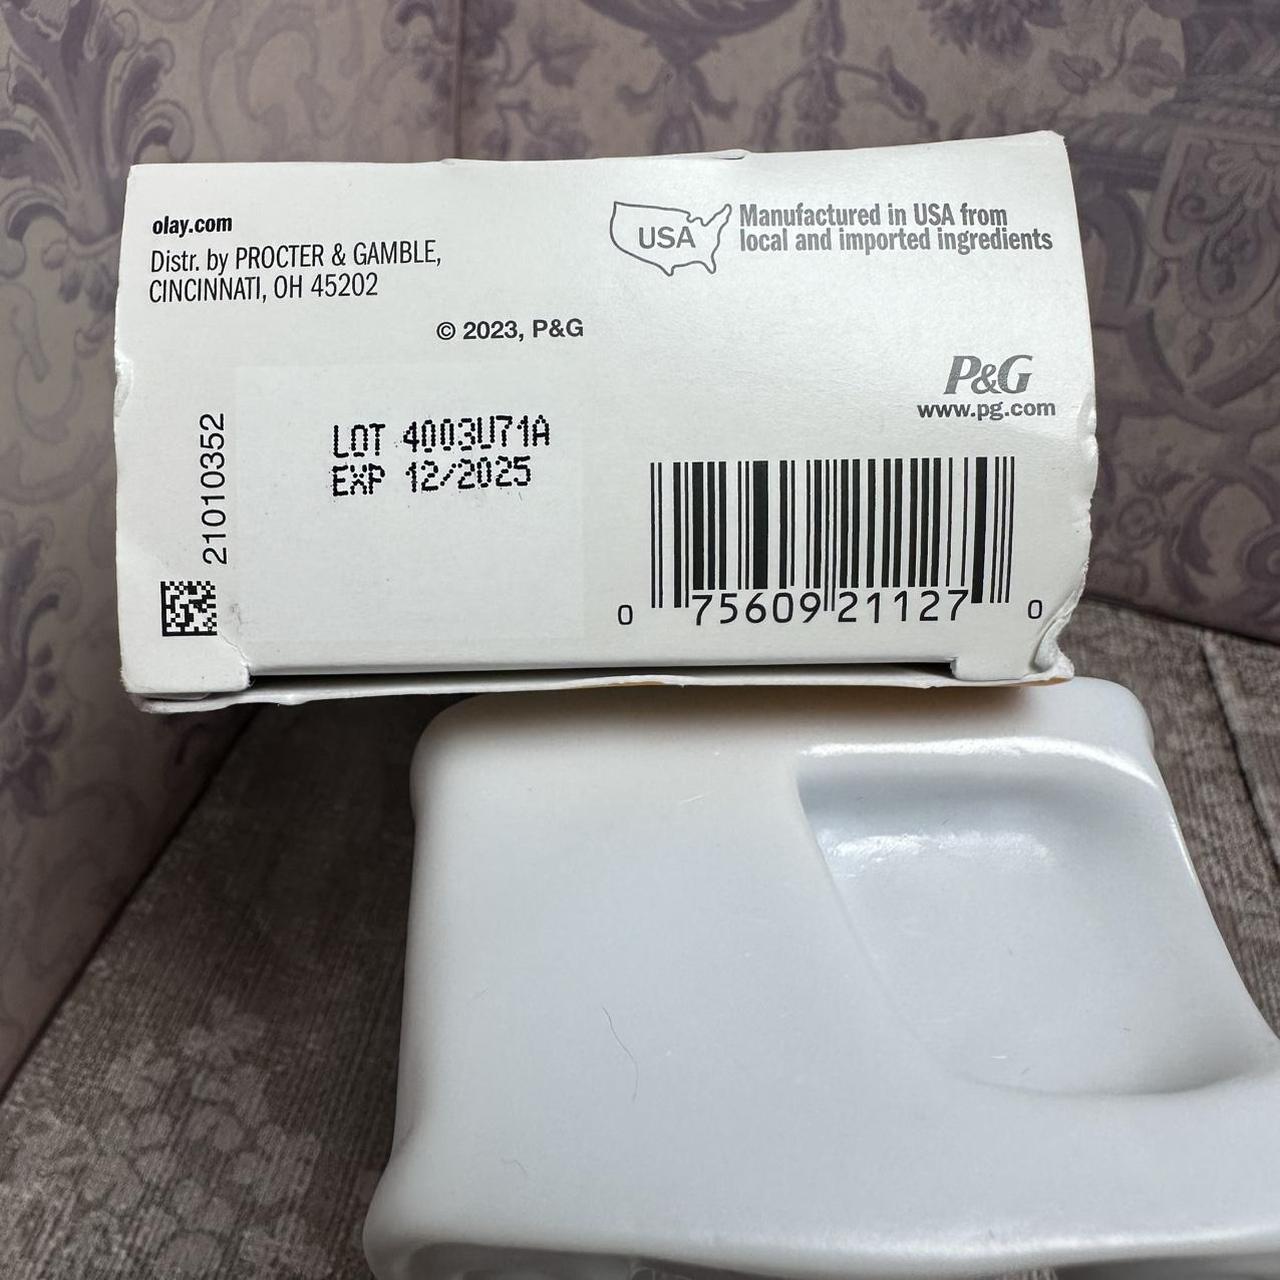 olay.com
Distr. by PROCTER & GAMBLE,
CINCINNATI, OH 45202
© 2023, P&G
USA
Manufactured in USA from
local and imported ingredients
P&G
www.pg.com
21010352
LOT 4003U71A
EXP 12/2025
0 75609 21127 0